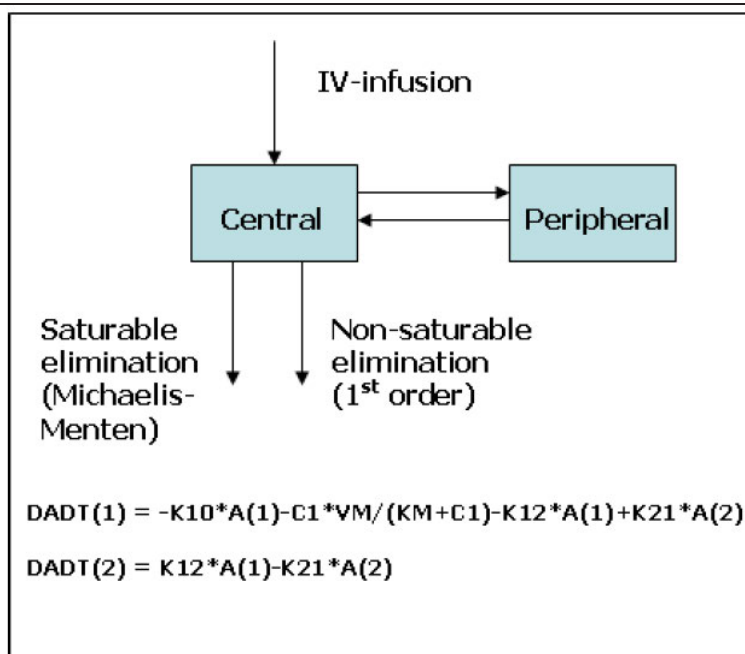 IV-infusion
Central
Peripheral
Saturable
elimination
(Michaelis-
Menten)
Non-saturable
elimination
(1st order)
DADT(1) = -K10*A(1)-C1*VM/(KM+C1)-K12*A(1)+K21*A(2)
DADT(2) = K12*A(1)-K21*A(2)